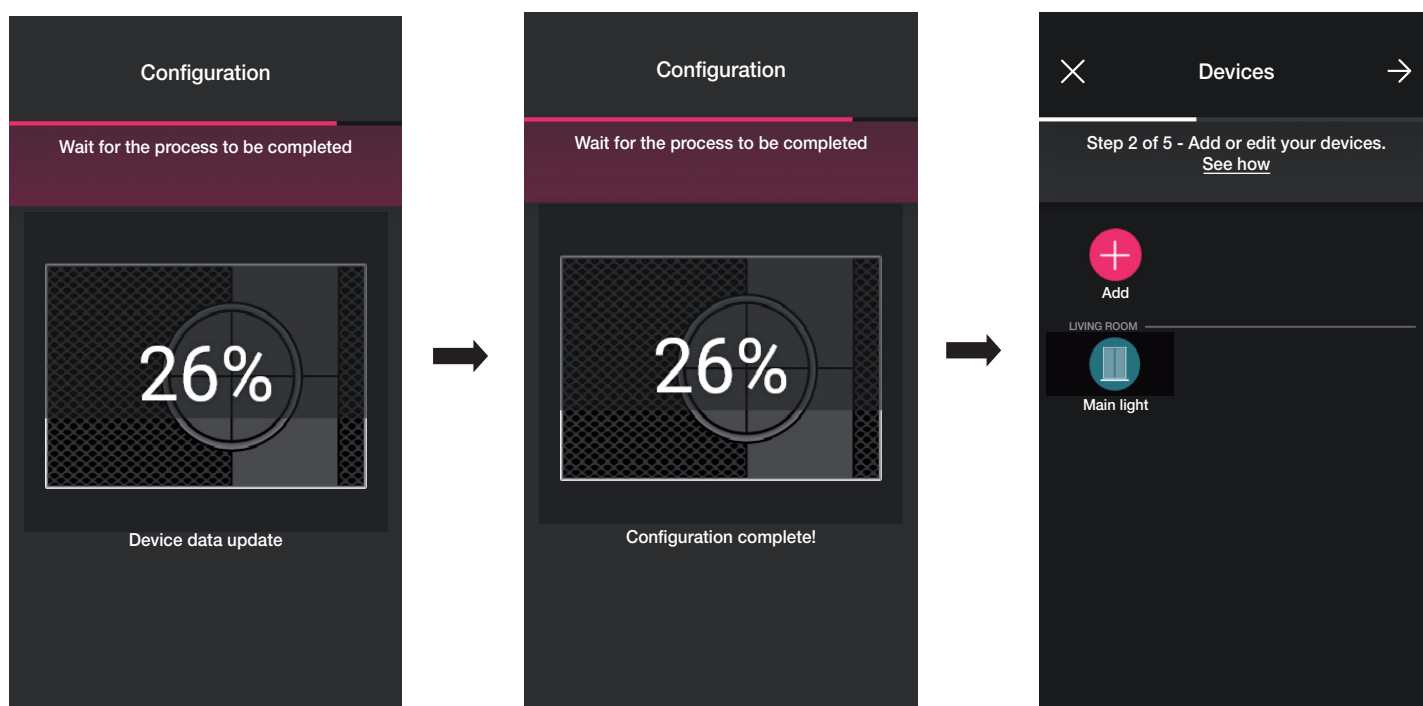 Configuration
Wait for the process to be completed
26%
Device data update
Configuration
Wait for the process to be completed
26%
Configuration complete!
Devices
Step 2 of 5 - Add or edit your devices.
See how
Add
LIVING ROOM
Main light